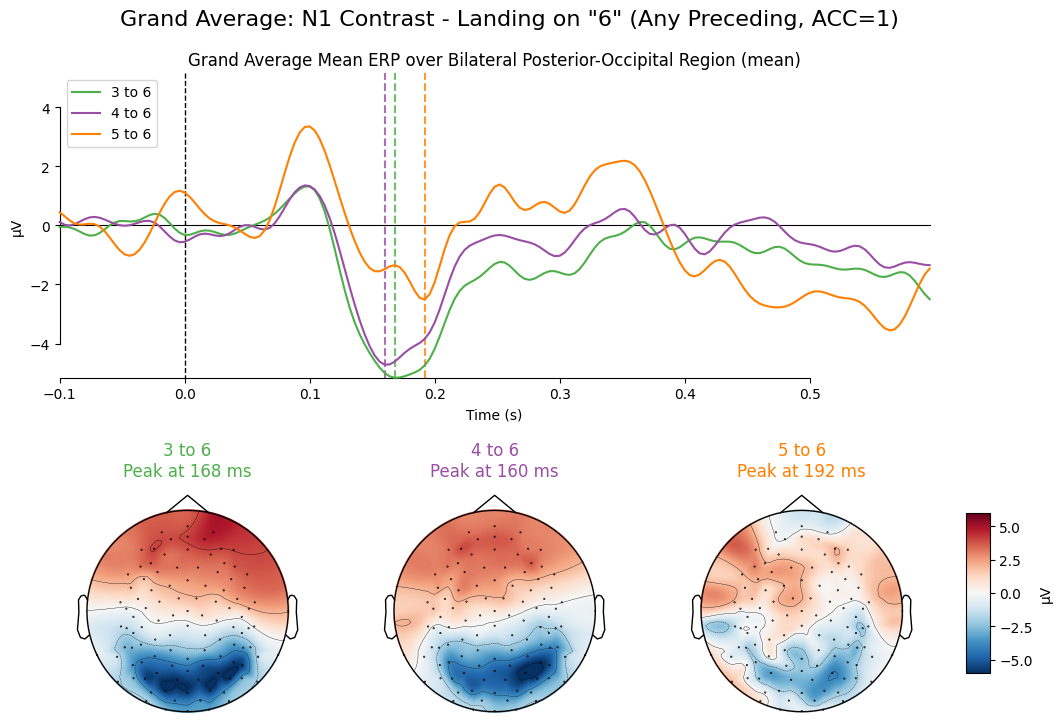 Grand Average: N1 Contrast - Landing on "6" (Any Preceding, ACC=1)
Grand Average Mean ERP over Bilateral Posterior-Occipital Region (mean)
3 to 6
4 to 6
5 to 6
4
2
0
−2
−4
µV
−0.1
0.0
0.1
0.2
0.3
0.4
0.5
Time (s)
3 to 6
Peak at 168 ms
4 to 6
Peak at 160 ms
5 to 6
Peak at 192 ms
5.0
2.5
0.0
−2.5
−5.0
µV